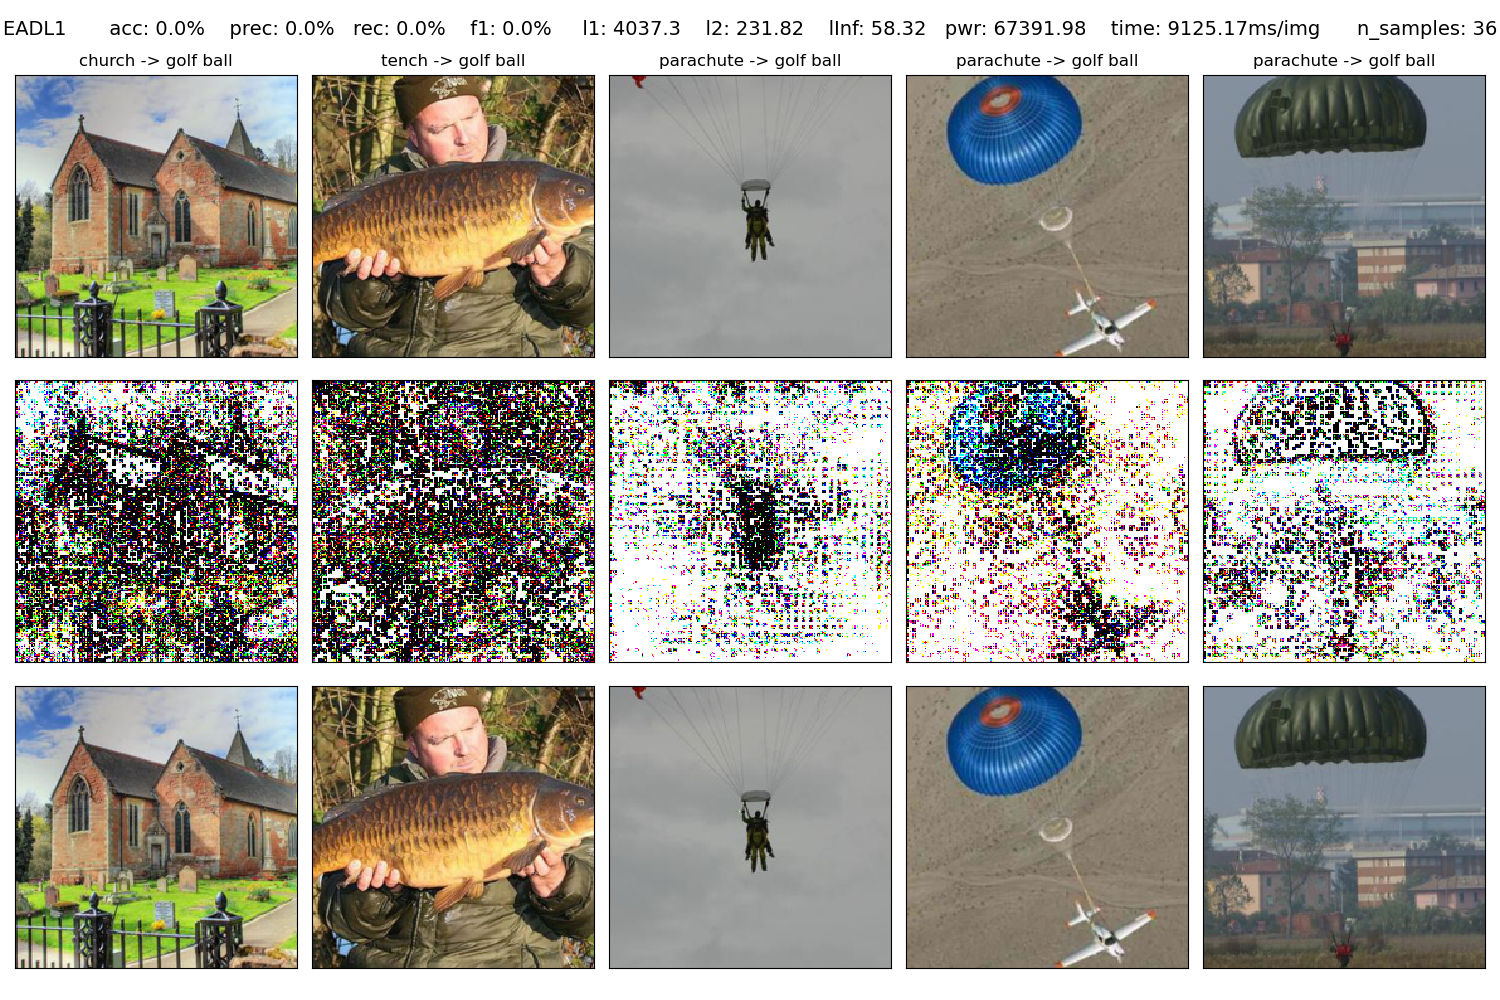 EADL1 acc: 0.0% prec: 0.0% rec: 0.0% f1: 0.0% l1: 4037.3 l2: 231.82 lInf: 58.32 pwr: 67391.98 time: 9125.17ms/img n_samples: 36
church -> golf ball tench -> golf ball parachute -> golf ball parachute -> golf ball parachute -> golf ball